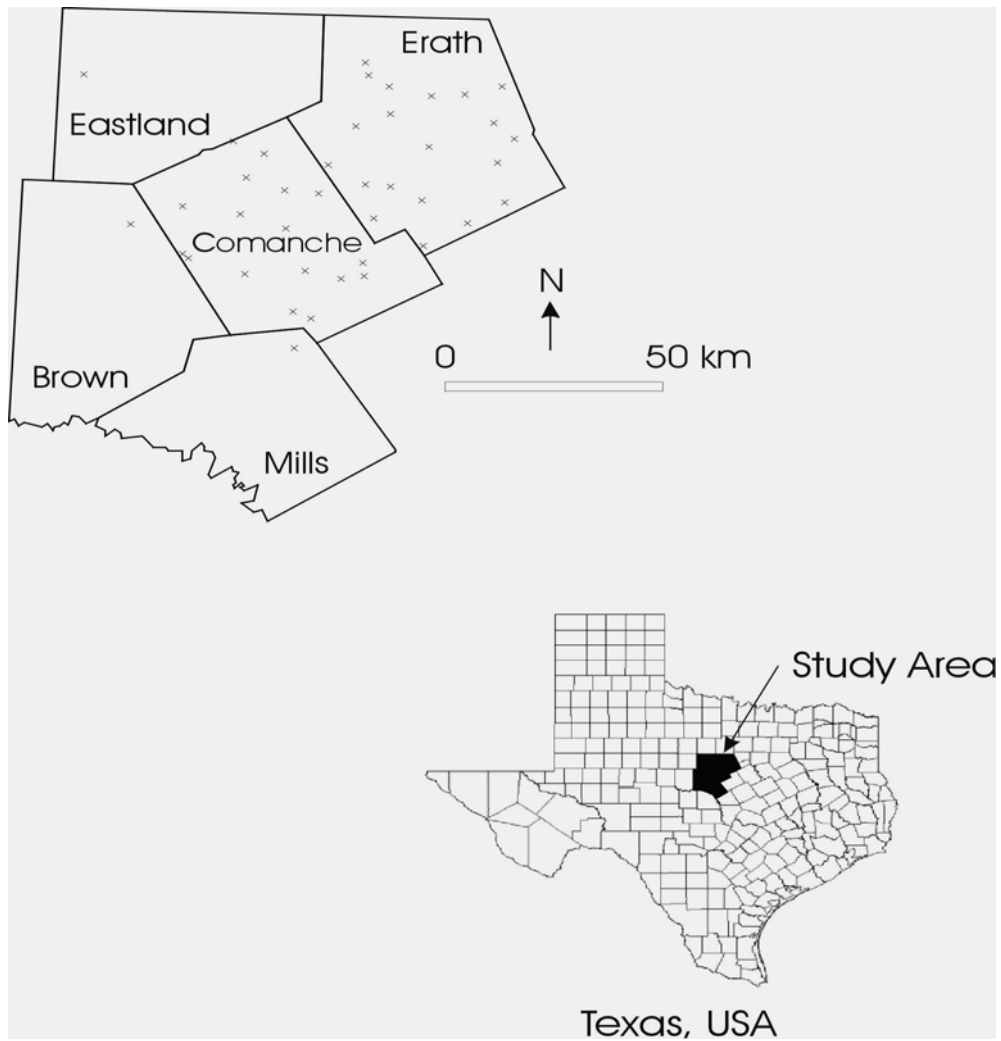 Erath
Eastland
Comanche
N
0 50 km
Brown
Mills
Study Area
Texas, USA